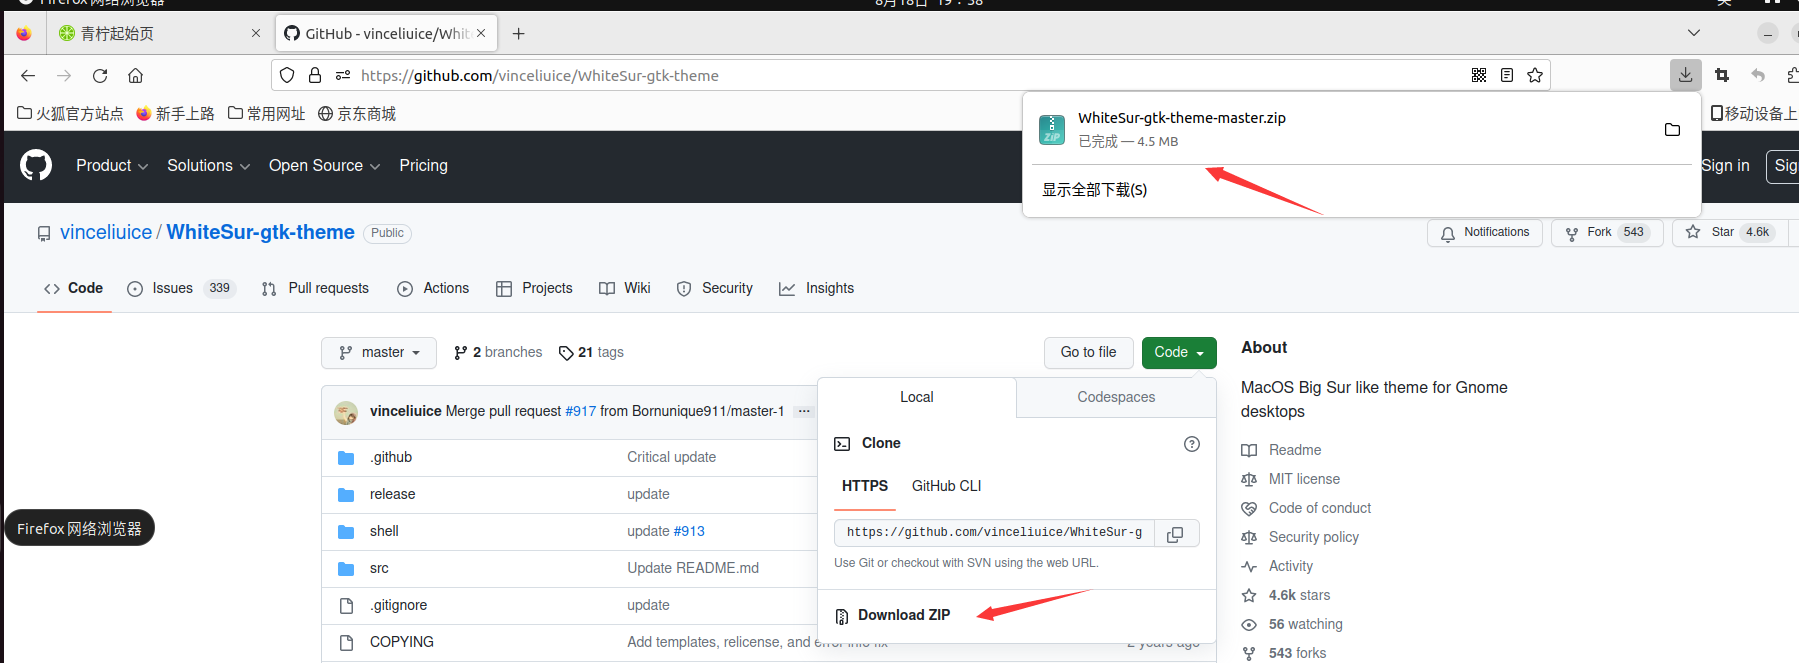 Firefox 网络浏览器
8月18日 19:38
英
青柠起始页
GitHub - vinceliuice/Whit
https://github.com/vinceliuice/WhiteSur-gtk-theme
火狐官方站点 新手上路 常用网址 京东商城
移动设备上
WhiteSur-gtk-theme-master.zip
已完成 — 4.5 MB
显示全部下载(S)
Product Solutions Open Source Pricing
Sign in Sig
vinceliuice / WhiteSur-gtk-theme Public
Notifications Fork 543 Star 4.6k
Code Issues 339 Pull requests Actions Projects Wiki Security Insights
master 2 branches 21 tags
Go to file Code
vinceliuice Merge pull request #917 from Bornunique911/master-1 ...
.github Critical update
release update
shell update #913
src Update README.md
.gitignore update
COPYING Add templates, relicense, and error info fix 2 years ago
Local Codespaces
Clone
HTTPS GitHub CLI
https://github.com/vinceliuice/WhiteSur-g
Use Git or checkout with SVN using the web URL.
Download ZIP
About
MacOS Big Sur like theme for Gnome
desktops
Readme
MIT license
Code of conduct
Security policy
Activity
4.6k stars
56 watching
543 forks
Firefox 网络浏览器